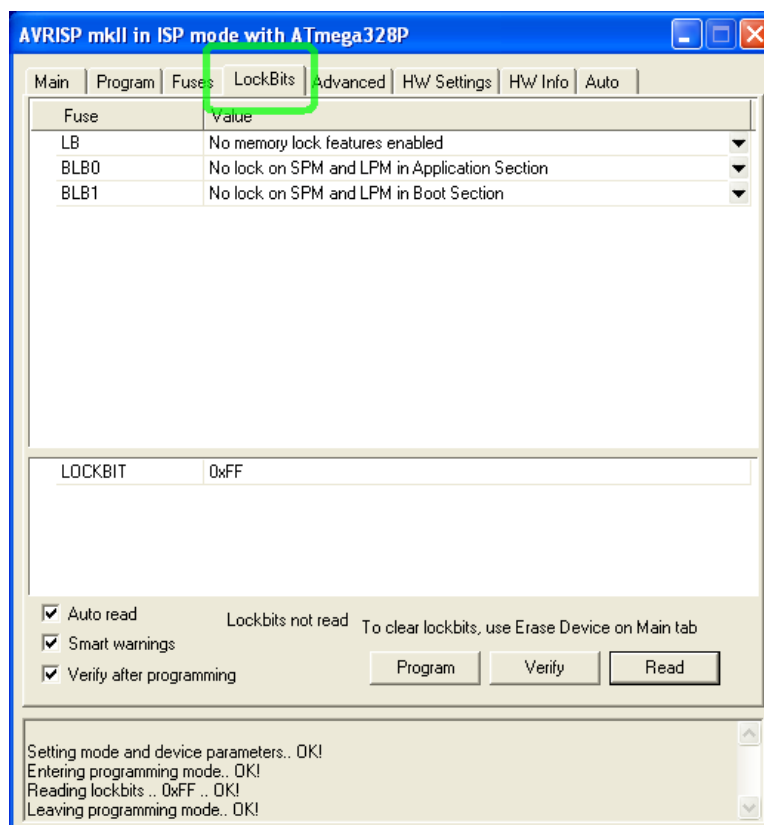 AVRISP mkII in ISP mode with ATmega328P
Main Program Fuses LockBits Advanced HW Settings HW Info Auto
Fuse Value
LB No memory lock features enabled
BLB0 No lock on SPM and LPM in Application Section
BLB1 No lock on SPM and LPM in Boot Section
LOCKBIT 0xFF
Auto read
Smart warnings
Verify after programming
Lockbits not read
To clear lockbits, use Erase Device on Main tab
Program Verify Read
Setting mode and device parameters.. OK!
Entering programming mode.. OK!
Reading lockbits .. 0xFF .. OK!
Leaving programming mode.. OK!